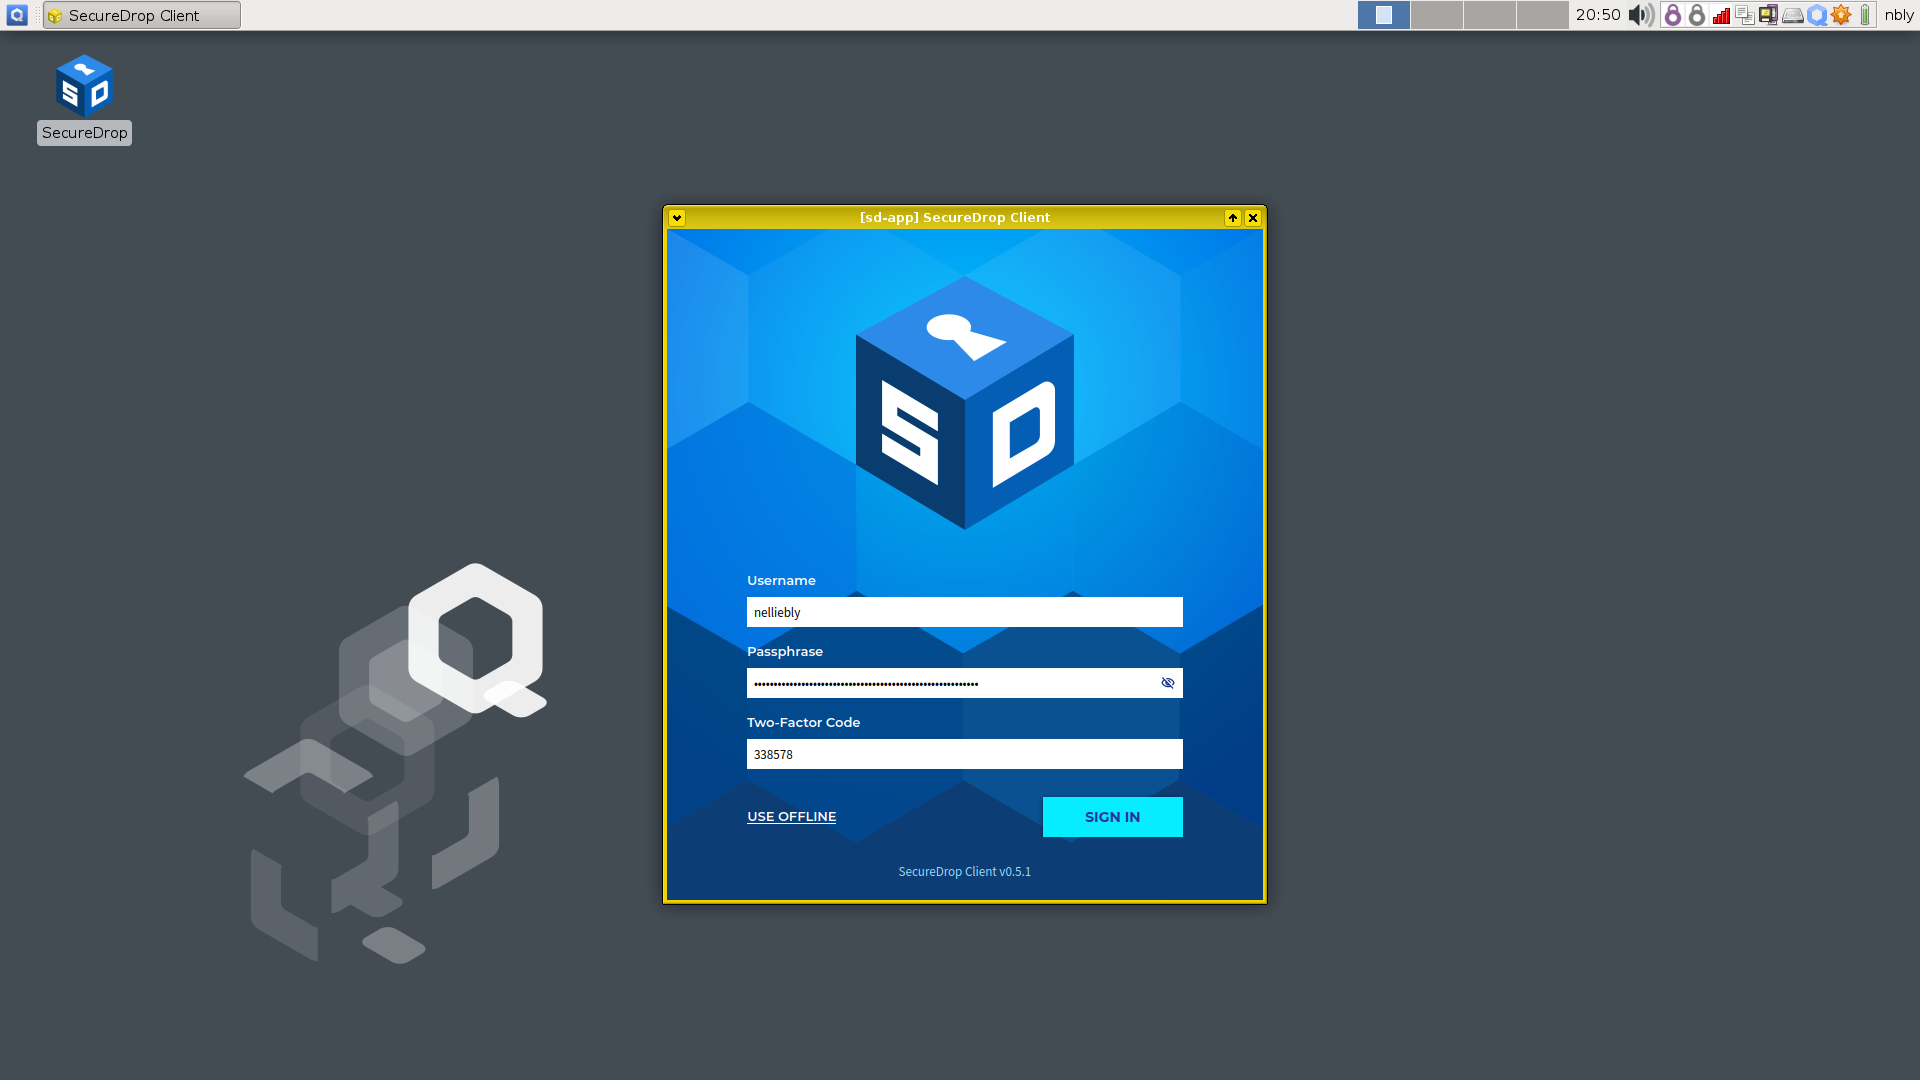 SecureDrop Client
20:50
nbly
SecureDrop
[sd-app] SecureDrop Client
SD
Username
nelliebly
Passphrase
Two-Factor Code
338578
USE OFFLINE
SIGN IN
SecureDrop Client v0.5.1